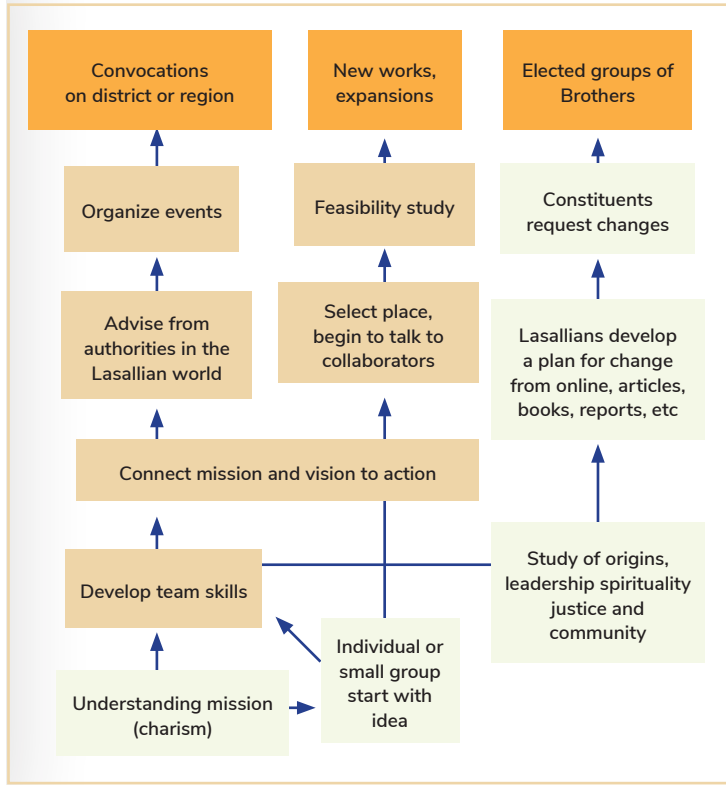 Convocations
on district or region
New works,
expansions
Elected groups of
Brothers
Organize events
Feasibility study
Constituents
request changes
Advise from
authorities in the
Lasallian world
Select place,
begin to talk to
collaborators
Lasallians develop
a plan for change
from online, articles,
books, reports, etc
Connect mission and vision to action
Develop team skills
Study of origins,
leadership spirituality
justice and
community
Individual or
small group
start with
idea
Understanding mission
(charism)